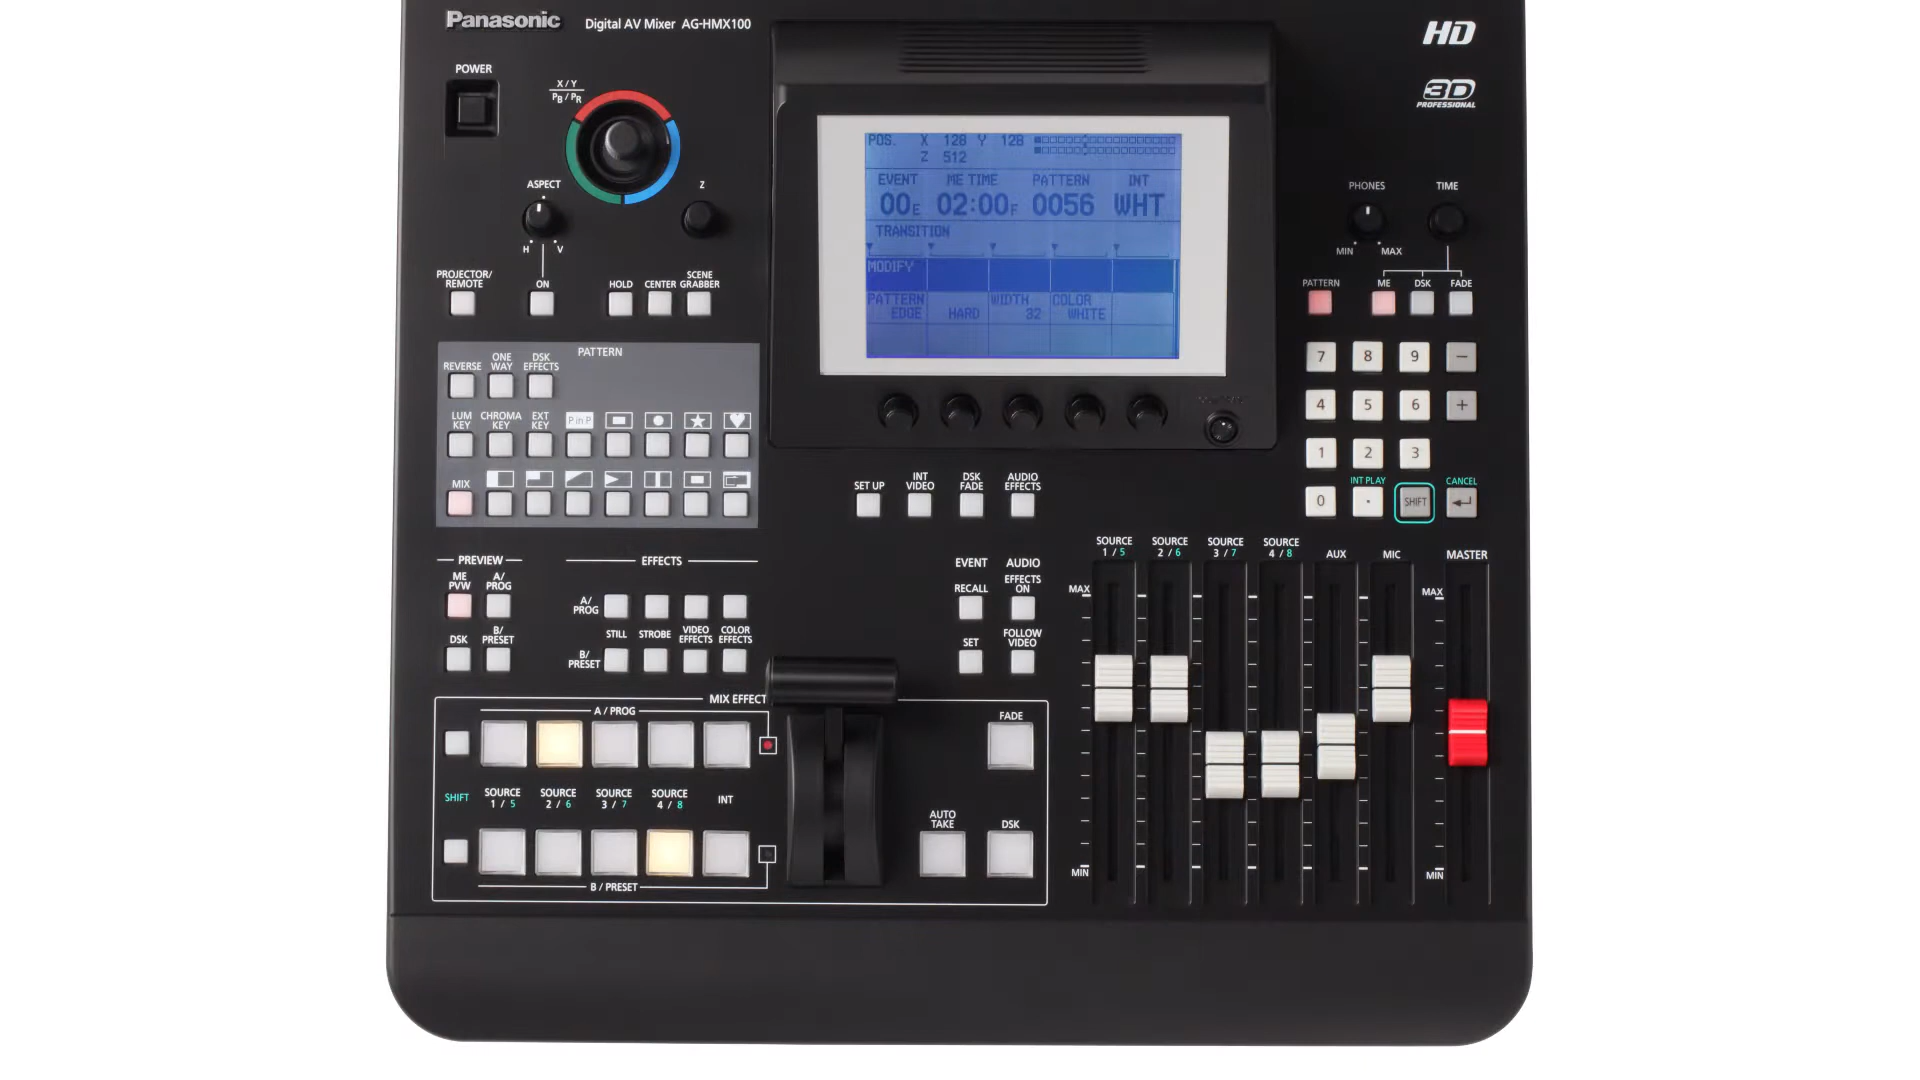 Panasonic
Digital AV Mixer AG-HMX100
HD
3D
PROFESSIONAL
POWER
X / Y
PB / PR
ASPECT
Z
H V
PROJECTOR/
REMOTE
ON
HOLD
CENTER
SCENE
GRABBER
POS. X 128 Y 128
Z 512
EVENT ME TIME PATTERN INT
00E 02:00F 0056 WHT
TRANSITION
MODIFY
PATTERN WIDTH COLOR
EDGE HARD 32 WHITE
PHONES
TIME
MIN MAX
PATTERN
ME DSK FADE
7 8 9 −
4 5 6 +
1 2 3
INT PLAY
CANCEL
0 . SHIFT
PATTERN
REVERSE
ONE
WAY
DSK
EFFECTS
LUM
KEY
CHROMA
KEY
EXT
KEY
P in P
MIX
SET UP
INT
VIDEO
DSK
FADE
AUDIO
EFFECTS
PREVIEW
ME
PVW
A/
PROG
DSK
B/
PRESET
EFFECTS
A/
PROG
STILL
STROBE
VIDEO
EFFECTS
COLOR
EFFECTS
B/
PRESET
EVENT
RECALL
SET
AUDIO
EFFECTS
ON
FOLLOW
VIDEO
SOURCE
1 / 5
SOURCE
2 / 6
SOURCE
3 / 7
SOURCE
4 / 8
AUX
MIC
MASTER
MAX
MAX
MIN
MIN
MIX EFFECT
A / PROG
SHIFT
SOURCE
1 / 5
SOURCE
2 / 6
SOURCE
3 / 7
SOURCE
4 / 8
INT
B / PRESET
FADE
AUTO
TAKE
DSK